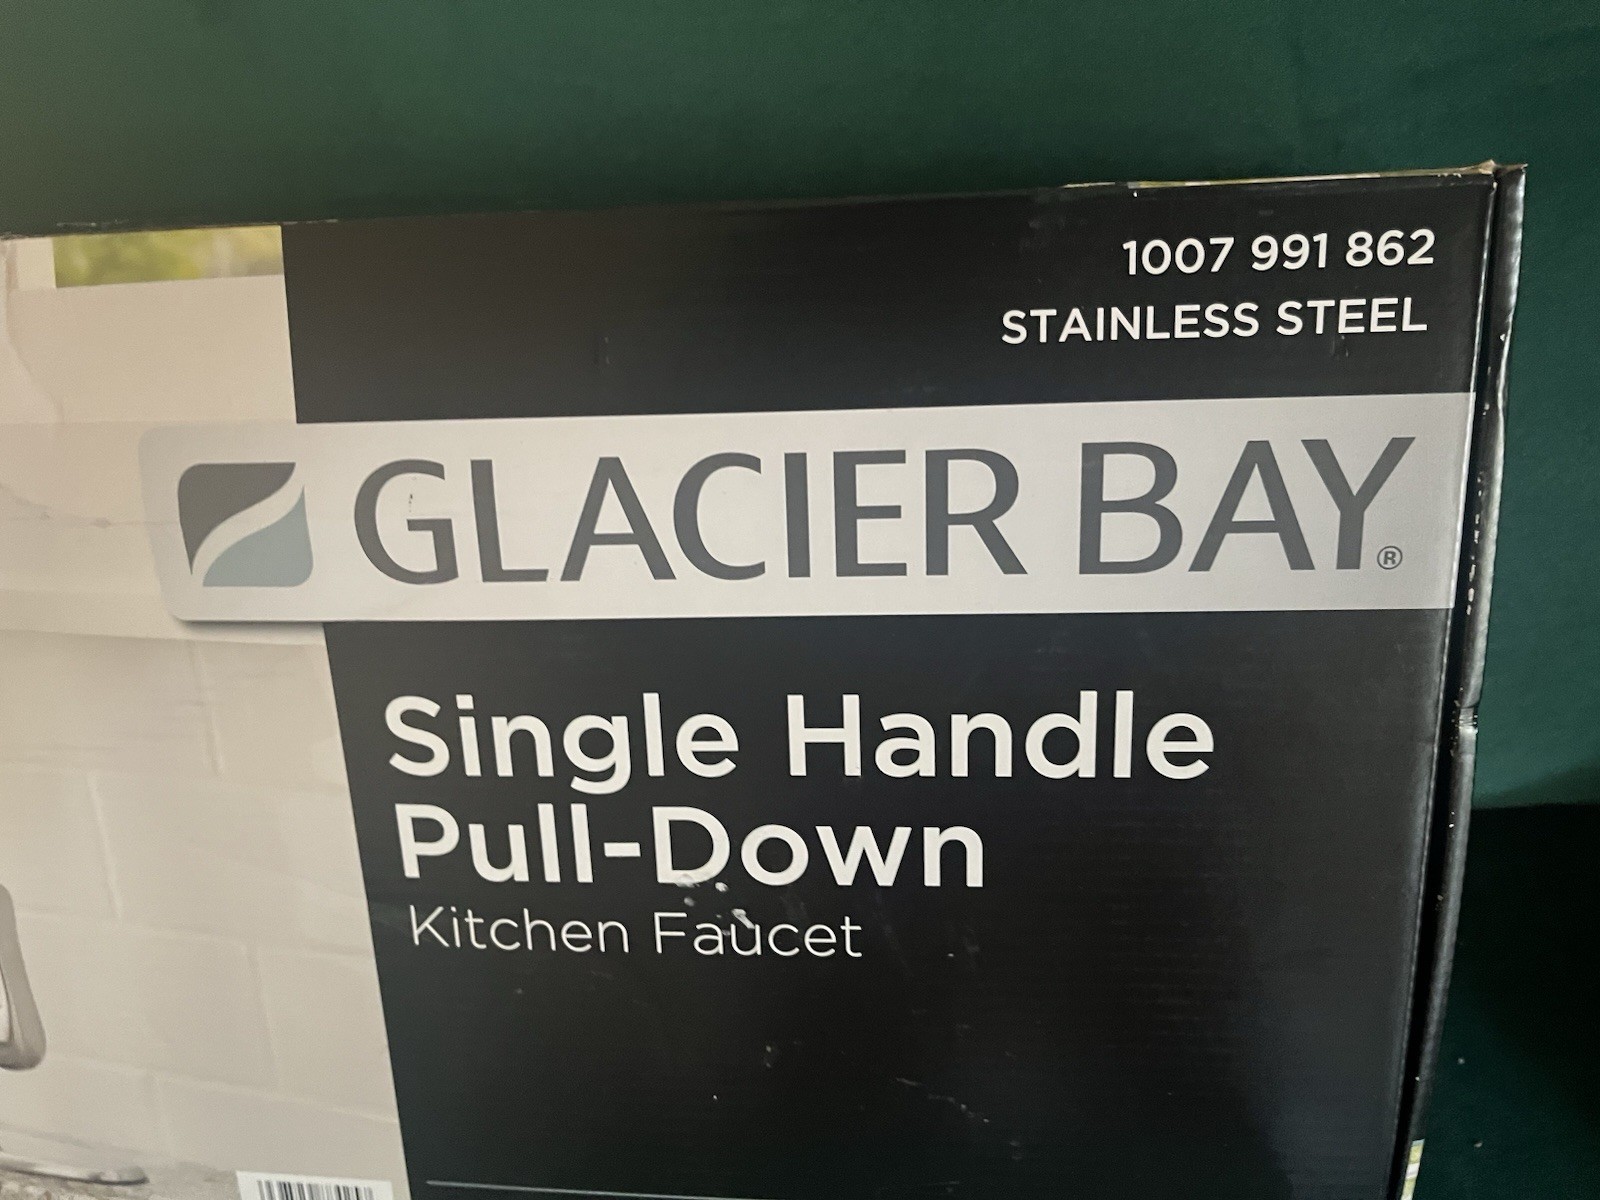 1007 991 862
STAINLESS STEEL
GLACIER BAY®
Single Handle
Pull-Down
Kitchen Faucet